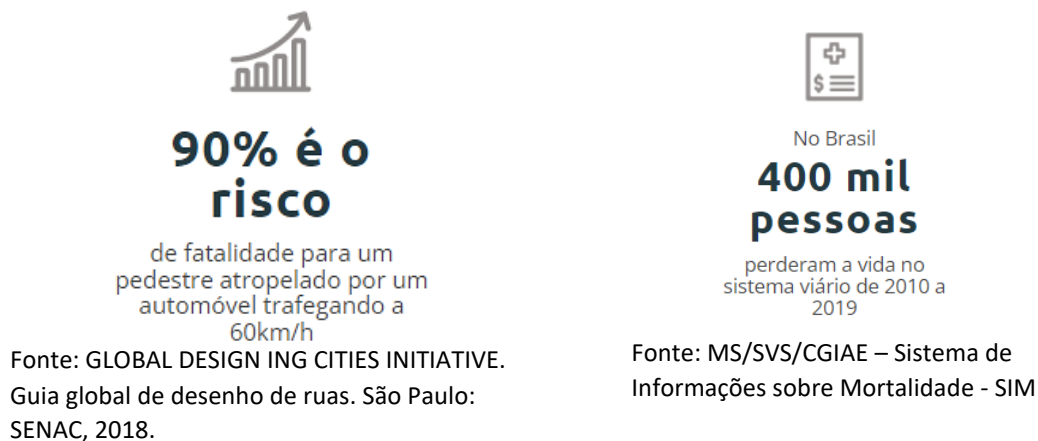 90% é o
risco
de fatalidade para um
pedestre atropelado por um
automóvel trafegando a
60km/h
Fonte: GLOBAL DESIGN ING CITIES INITIATIVE.
Guia global de desenho de ruas. São Paulo:
SENAC, 2018.
$
No Brasil
400 mil
pessoas
perderam a vida no
sistema viário de 2010 a
2019
Fonte: MS/SVS/CGIAE – Sistema de
Informações sobre Mortalidade - SIM